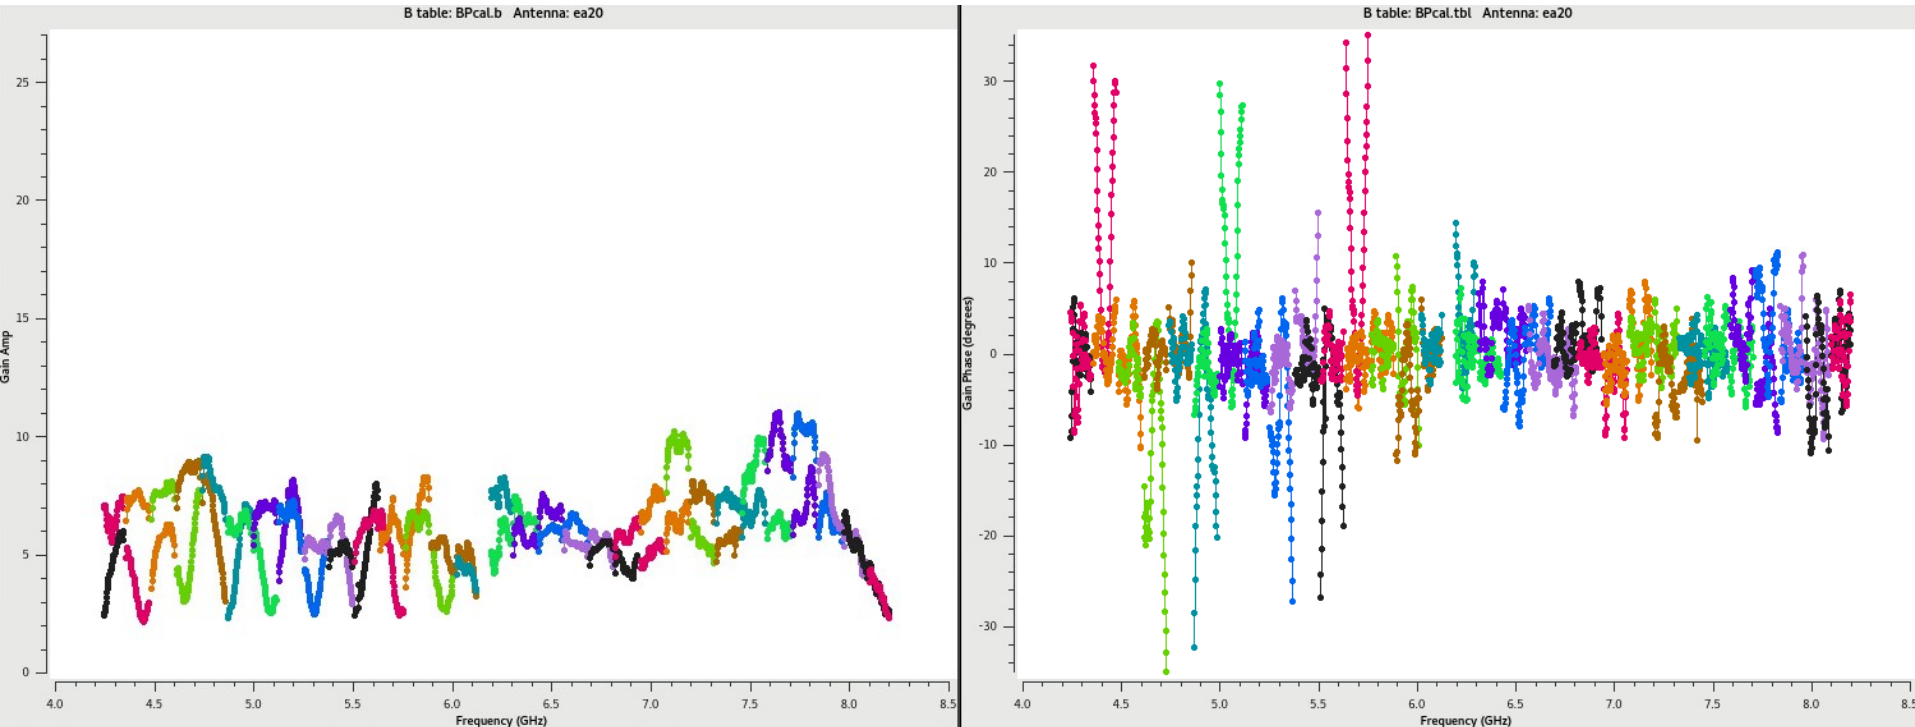 B table: BPcal.b   Antenna: ea20
25
20
15
10
5
0
Gain Amp
4.0 4.5 5.0 5.5 6.0 6.5 7.0 7.5 8.0 8.5
Frequency (GHz)
B table: BPcal.tbl   Antenna: ea20
30
20
10
0
-10
-20
-30
Gain Phase (degrees)
4.0 4.5 5.0 5.5 6.0 6.5 7.0 7.5 8.0 8.5
Frequency (GHz)